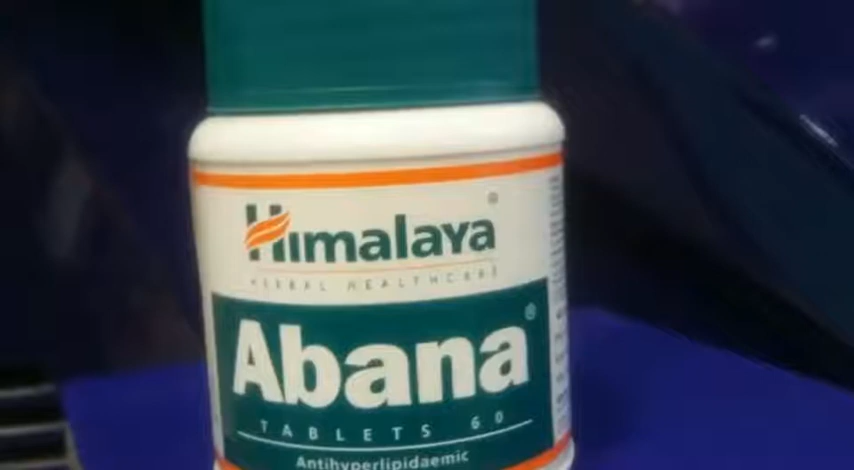 Himalaya®
HERBAL HEALTHCARE
Abana®
TABLETS 60
Antihyperlipidaemic